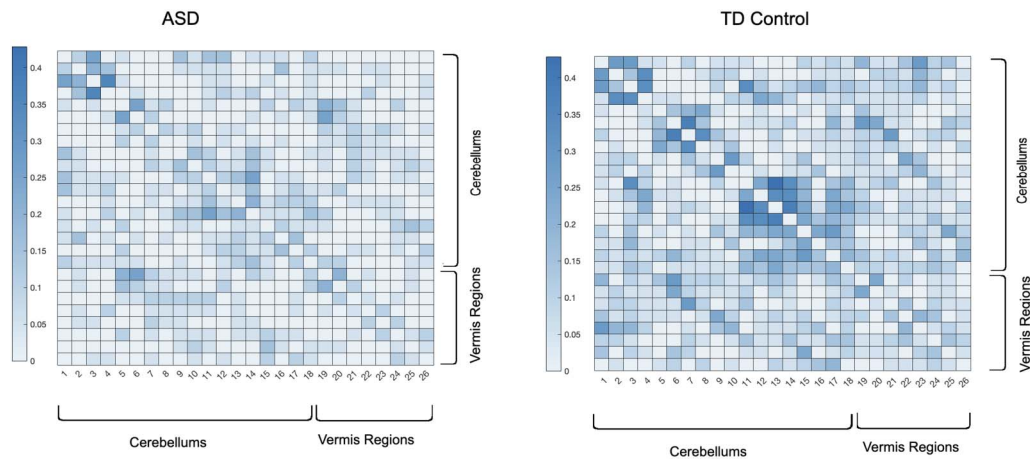 ASD
0.4
0.35
0.3
0.25
0.2
0.15
0.1
0.05
0
1 2 3 4 5 6 7 8 9 10 11 12 13 14 15 16 17 18 19 20 21 22 23 24 25 26
Cerebellums
Vermis Regions
Cerebellums
Vermis Regions
TD Control
0.4
0.35
0.3
0.25
0.2
0.15
0.1
0.05
0
1 2 3 4 5 6 7 8 9 10 11 12 13 14 15 16 17 18 19 20 21 22 23 24 25 26
Cerebellums
Vermis Regions
Cerebellums
Vermis Regions